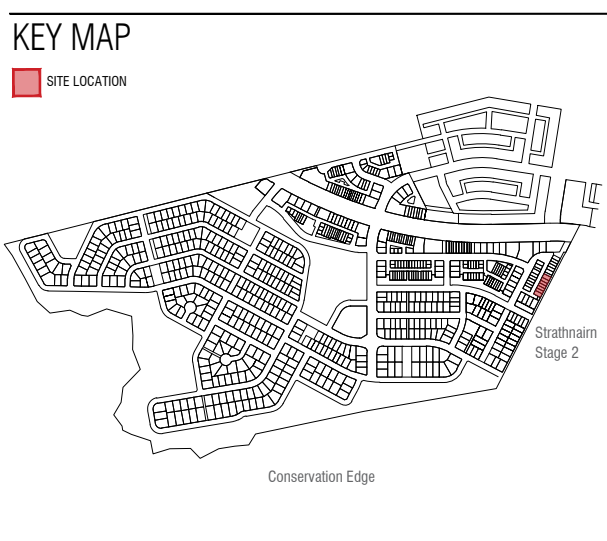 KEY MAP
SITE LOCATION
Strathnairn
Stage 2
Conservation Edge